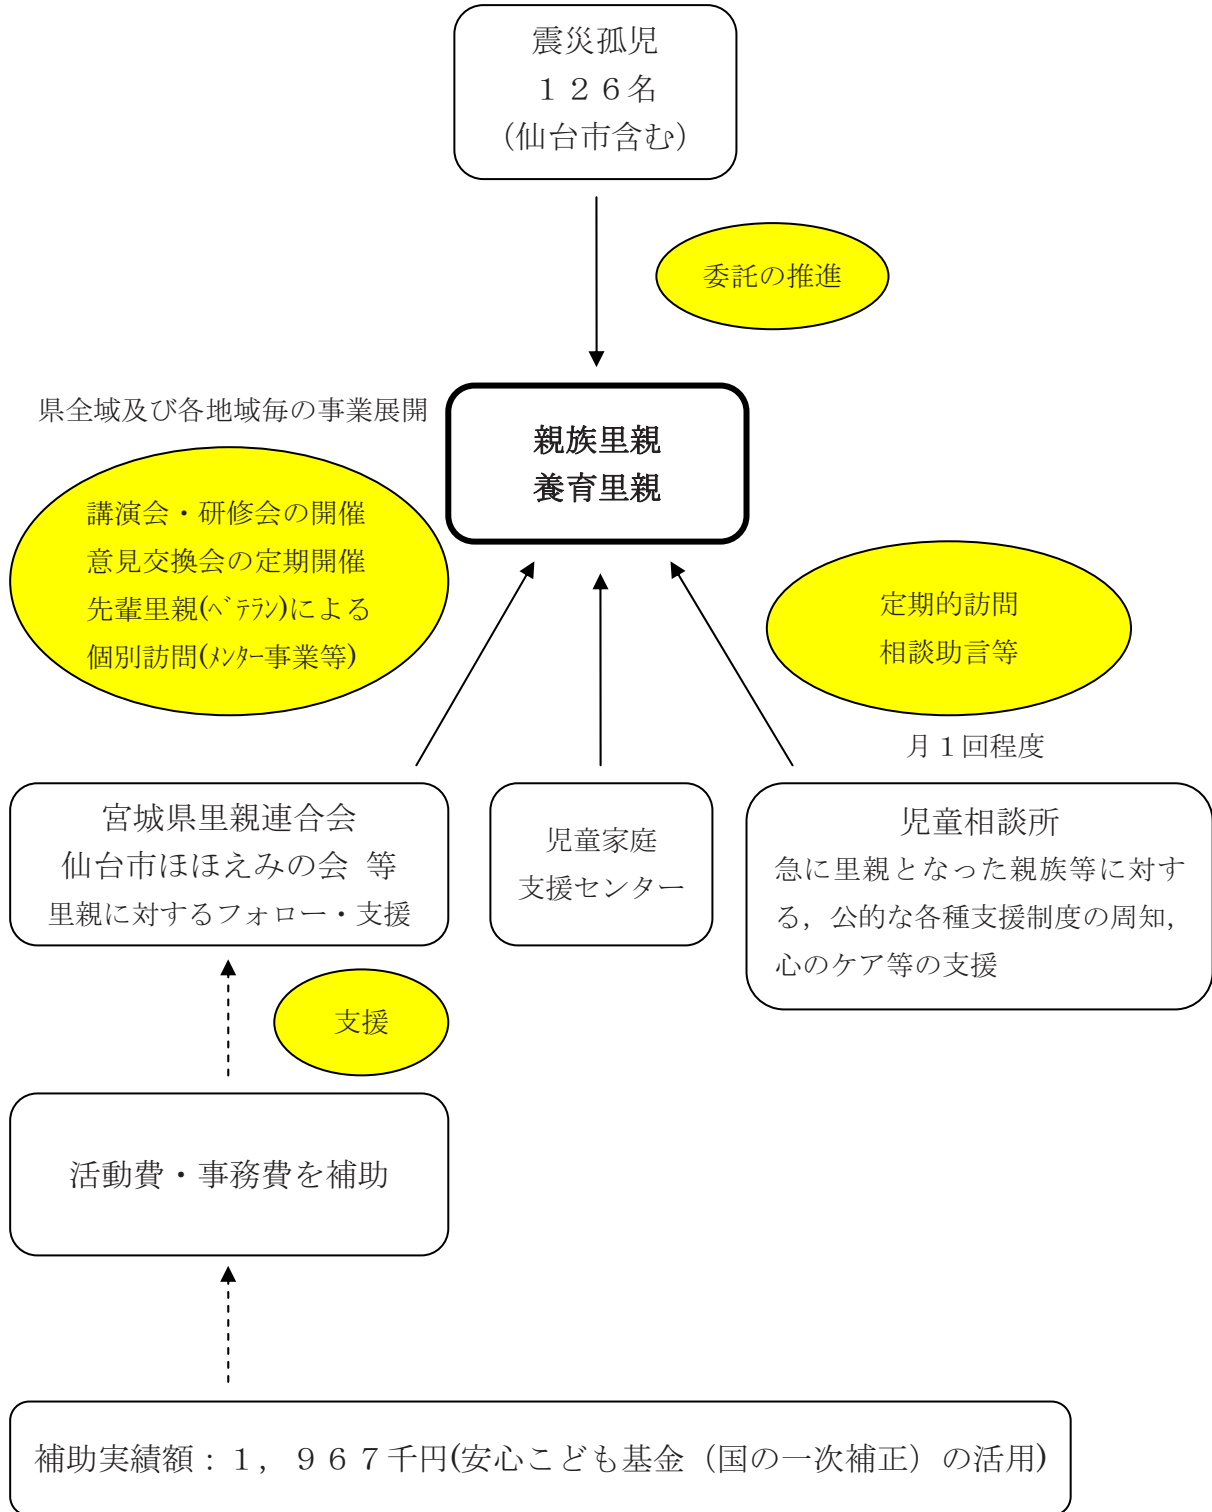 震災孤児
１２６名
(仙台市含む)
委託の推進
県全域及び各地域毎の事業展開
親族里親
養育里親
講演会・研修会の開催
意見交換会の定期開催
先輩里親(ﾍﾞﾃﾗﾝ)による
個別訪問(ﾒﾝﾀｰ事業等)
定期的訪問
相談助言等
月１回程度
宮城県里親連合会
仙台市ほほえみの会 等
里親に対するフォロー・支援
児童家庭
支援センター
児童相談所
急に里親となった親族等に対す
る，公的な各種支援制度の周知，
心のケア等の支援
支援
活動費・事務費を補助
補助実績額：１，９６７千円(安心こども基金（国の一次補正）の活用)